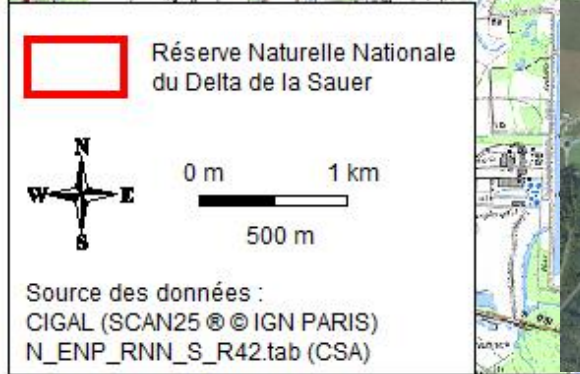 Réserve Naturelle Nationale
du Delta de la Sauer
N
W E
S
0 m 1 km
500 m
Source des données :
CIGAL (SCAN25 ® © IGN PARIS)
N_ENP_RNN_S_R42.tab (CSA)